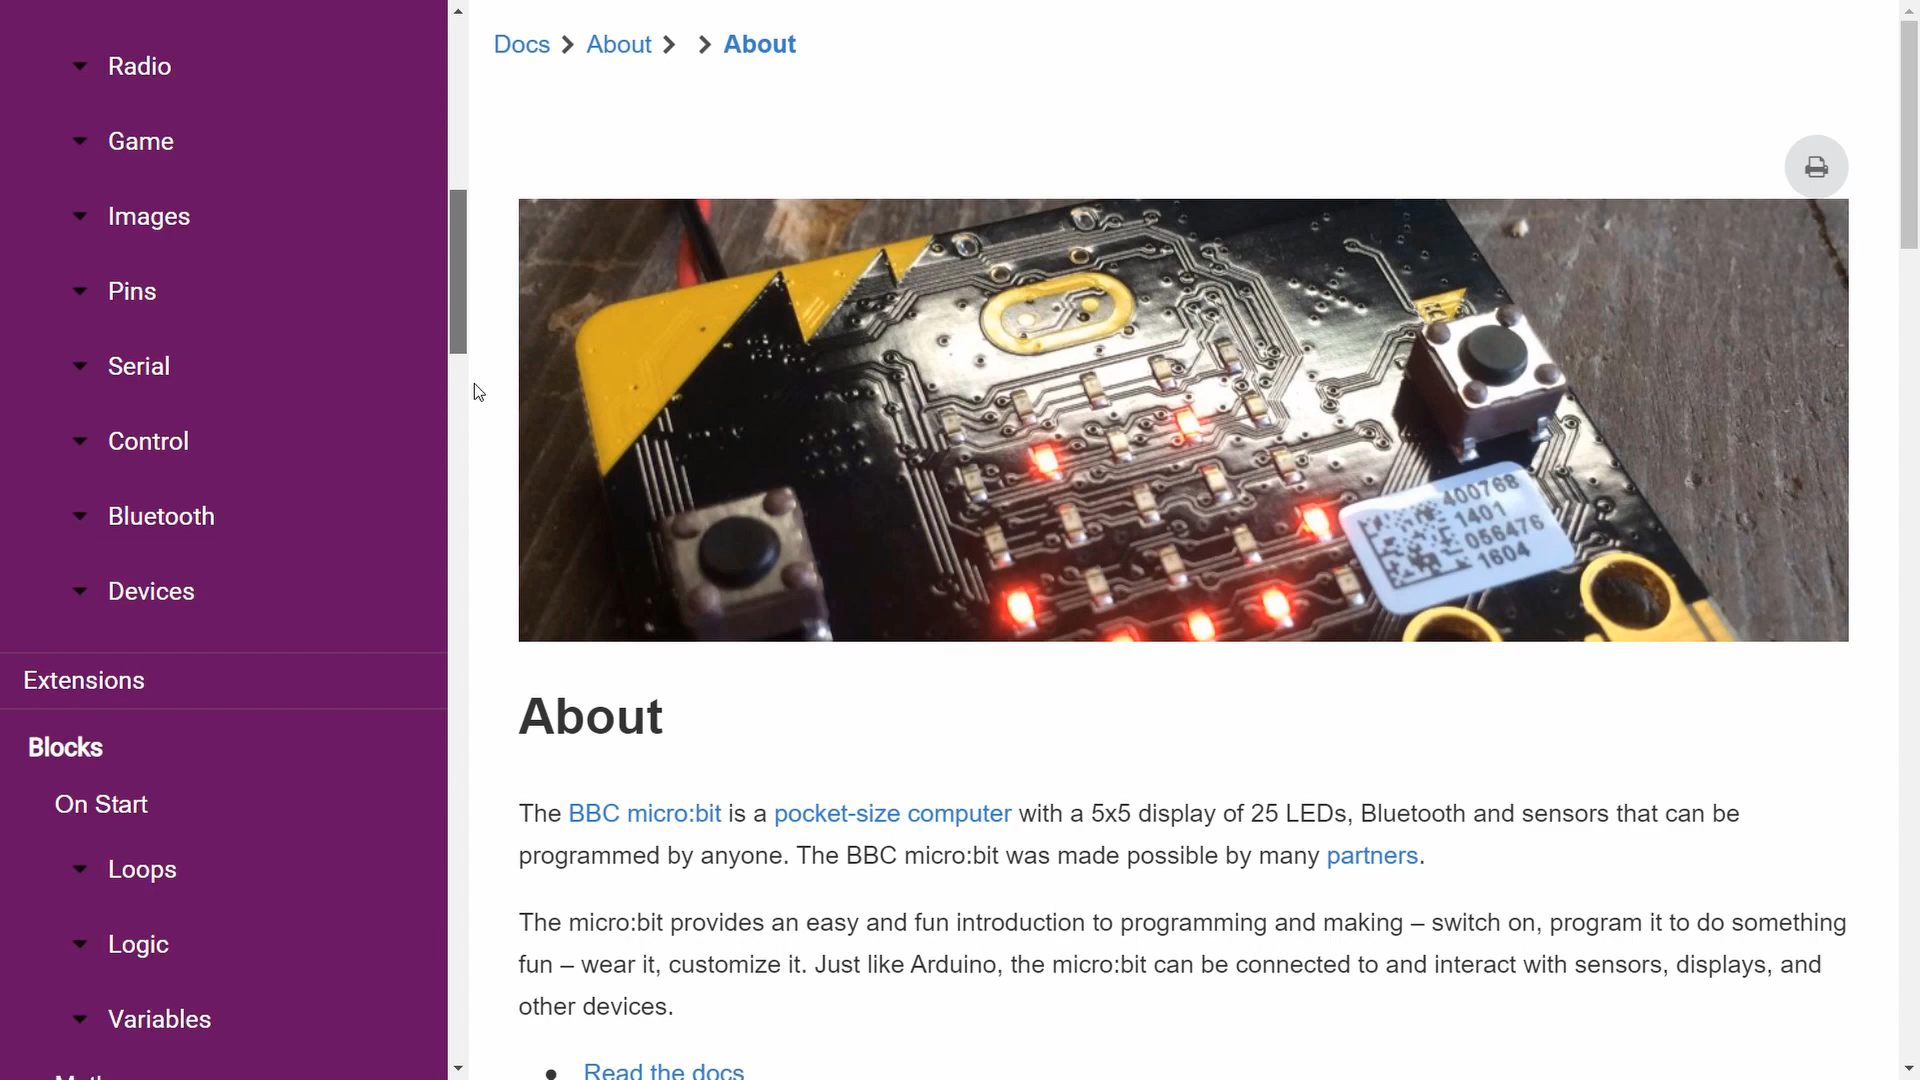 Radio
Game
Images
Pins
Serial
Control
Bluetooth
Devices
Extensions
Blocks
On Start
Loops
Logic
Variables
Docs > About > > About
400768
1401
056476
1604
About
The BBC micro:bit is a pocket-size computer with a 5x5 display of 25 LEDs, Bluetooth and sensors that can be
programmed by anyone. The BBC micro:bit was made possible by many partners.
The micro:bit provides an easy and fun introduction to programming and making – switch on, program it to do something
fun – wear it, customize it. Just like Arduino, the micro:bit can be connected to and interact with sensors, displays, and
other devices.
• Read the docs